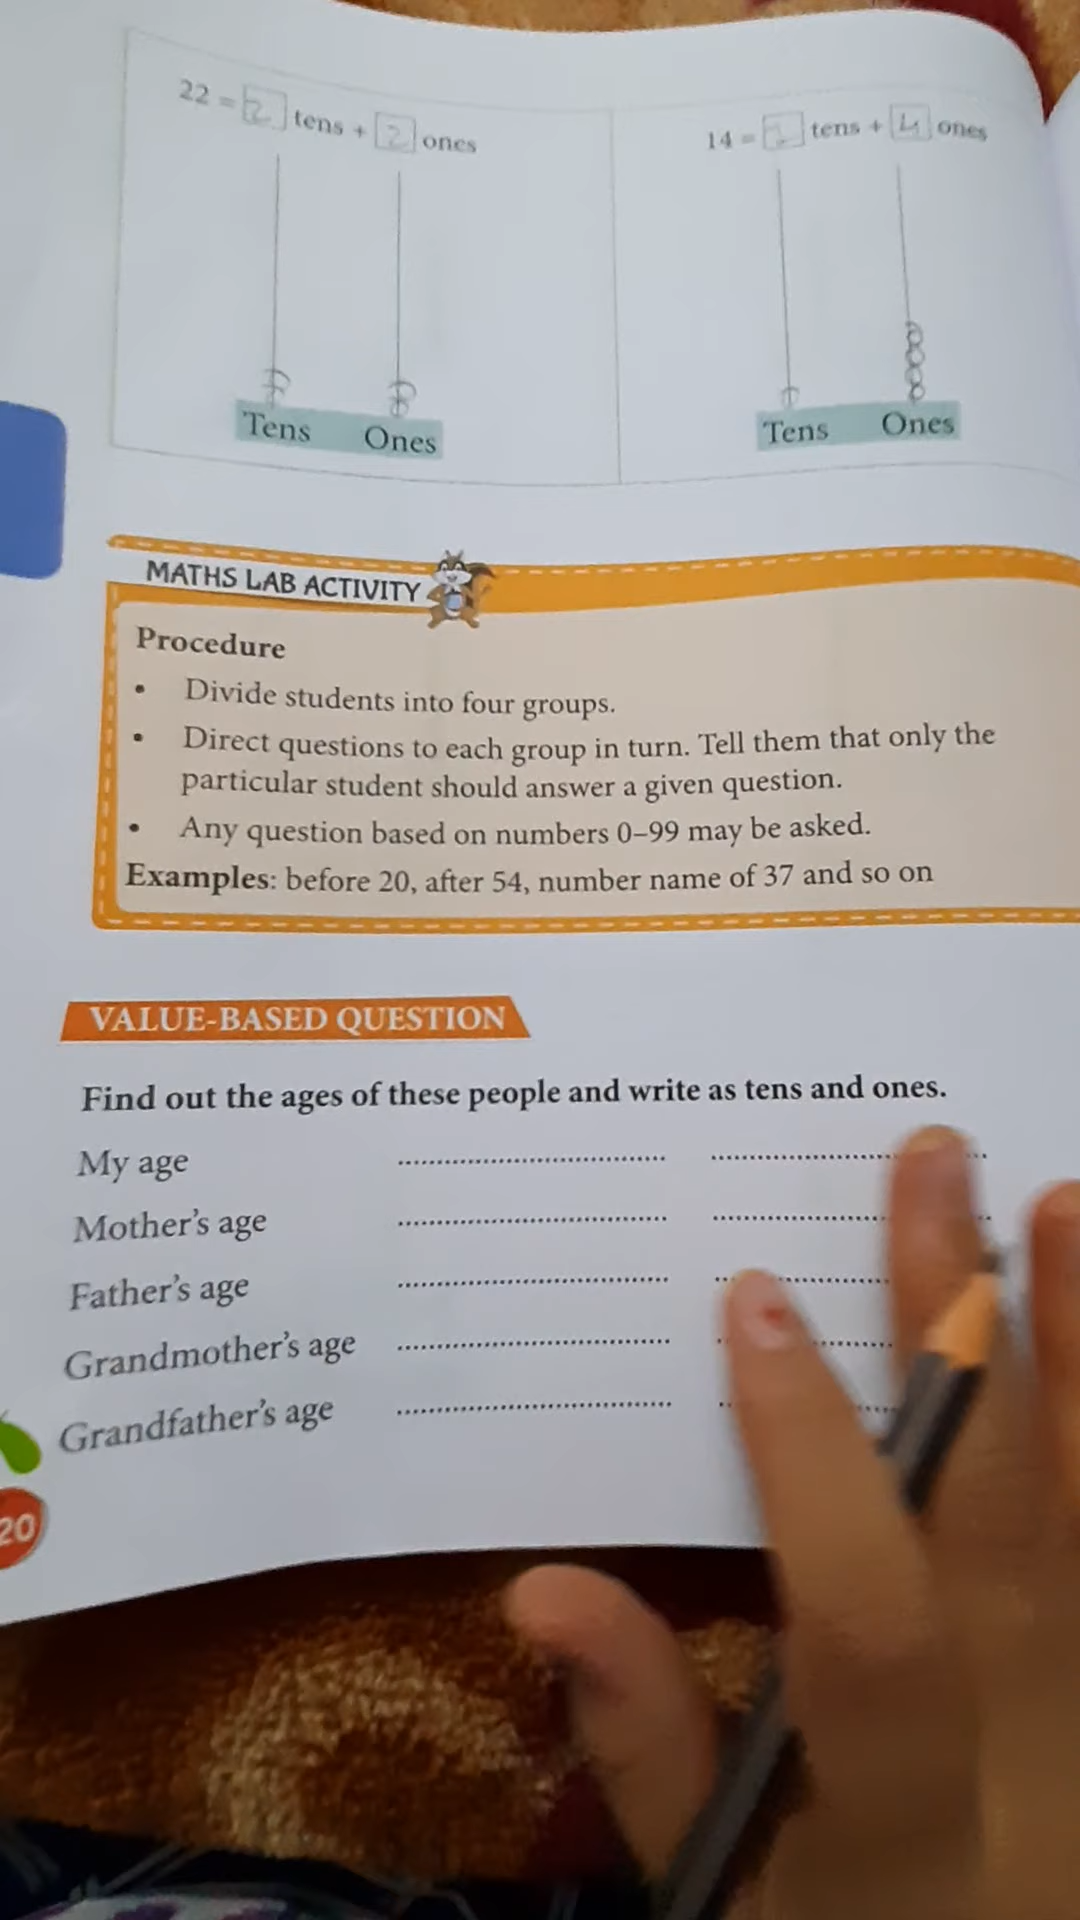 22 = 2 tens + 2 ones
14 = tens + 4 ones
Tens Ones
Tens Ones
MATHS LAB ACTIVITY
Procedure
• Divide students into four groups.
• Direct questions to each group in turn. Tell them that only the
particular student should answer a given question.
• Any question based on numbers 0–99 may be asked.
Examples: before 20, after 54, number name of 37 and so on
VALUE-BASED QUESTION
Find out the ages of these people and write as tens and ones.
My age
Mother's age
Father's age
Grandmother's age
Grandfather's age
20